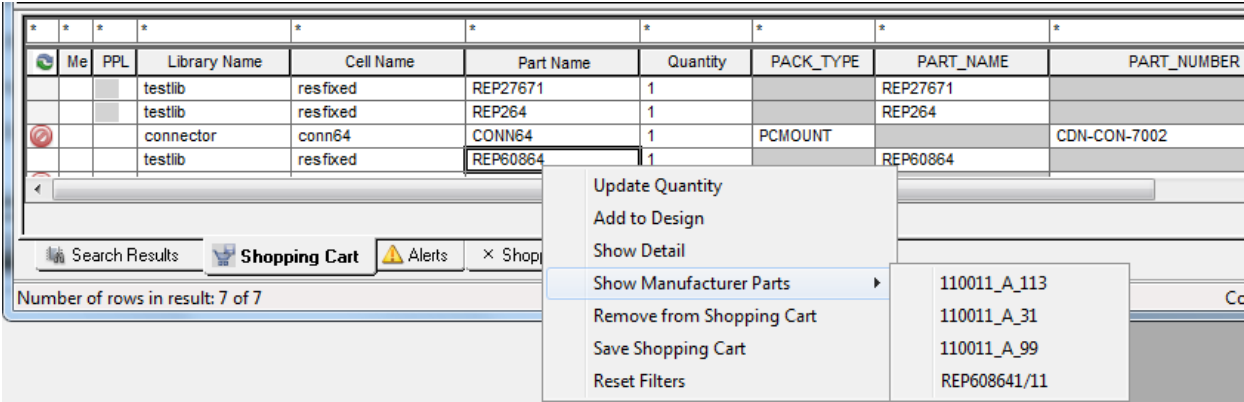 * * * * * * * * * *
Me PPL Library Name Cell Name Part Name Quantity PACK_TYPE PART_NAME PART_NUMBER
testlib resfixed REP27671 1 REP27671
testlib resfixed REP264 1 REP264
connector conn64 CONN64 1 PCMOUNT CDN-CON-7002
testlib resfixed REP60864 1 REP60864
Update Quantity
Add to Design
Show Detail
Show Manufacturer Parts
Remove from Shopping Cart
Save Shopping Cart
Reset Filters
110011_A_113
110011_A_31
110011_A_99
REP608641/11
Search Results Shopping Cart Alerts × Shop
Number of rows in result: 7 of 7 Co